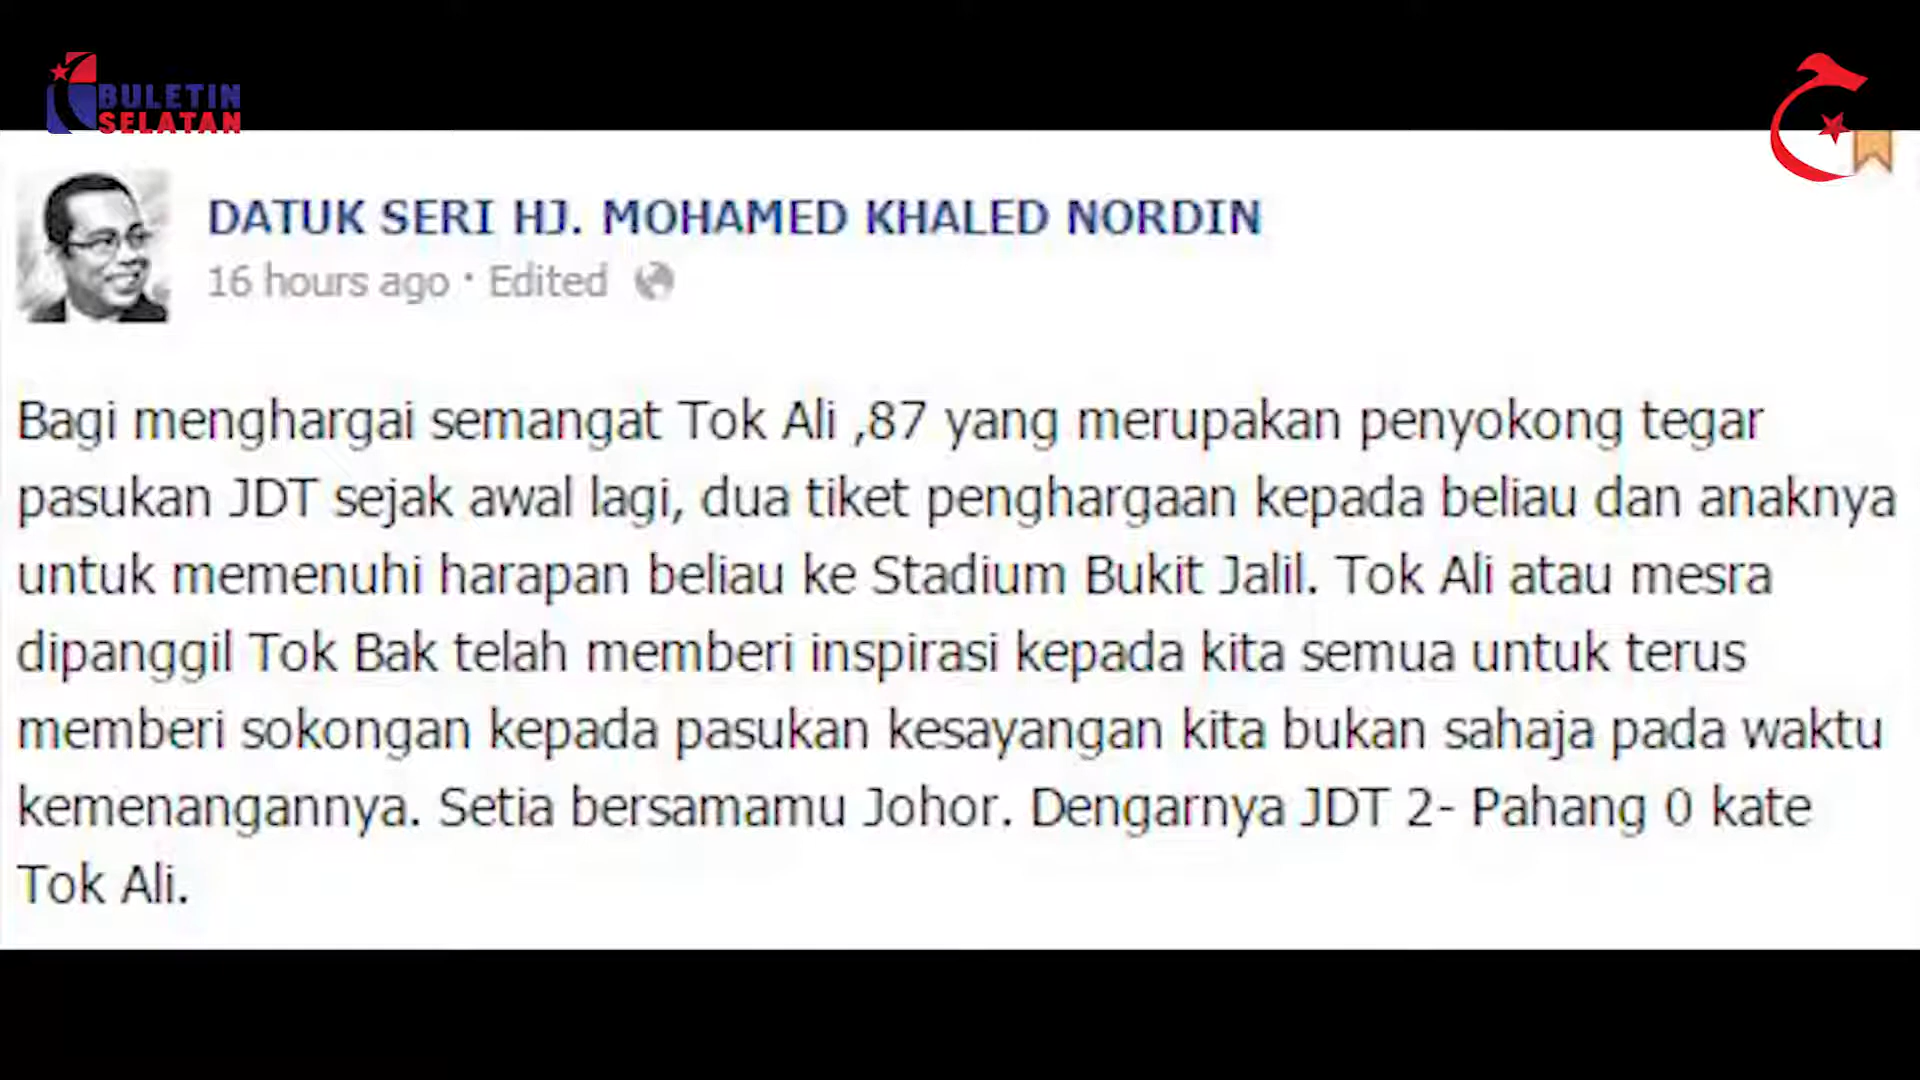 BULETIN
SELATAN
DATUK SERI HJ. MOHAMED KHALED NORDIN
16 hours ago · Edited
Bagi menghargai semangat Tok Ali ,87 yang merupakan penyokong tegar
pasukan JDT sejak awal lagi, dua tiket penghargaan kepada beliau dan anaknya
untuk memenuhi harapan beliau ke Stadium Bukit Jalil. Tok Ali atau mesra
dipanggil Tok Bak telah memberi inspirasi kepada kita semua untuk terus
memberi sokongan kepada pasukan kesayangan kita bukan sahaja pada waktu
kemenangannya. Setia bersamamu Johor. Dengarnya JDT 2- Pahang 0 kate
Tok Ali.